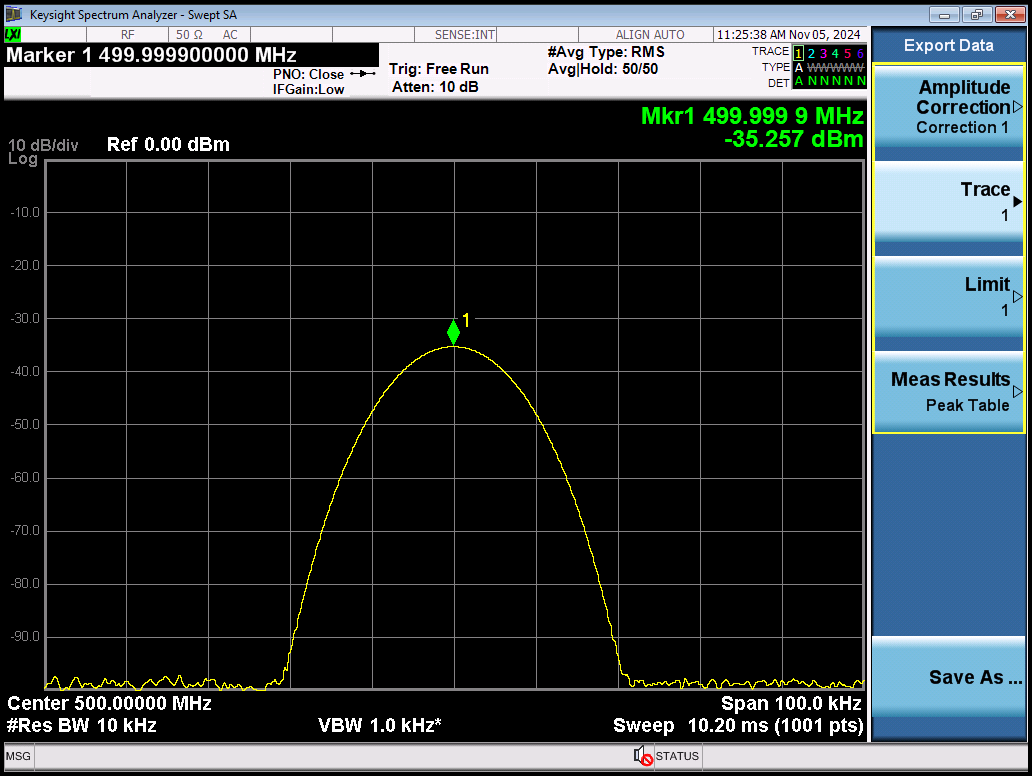 Keysight Spectrum Analyzer - Swept SA
LXI RF 50 Ω AC SENSE:INT ALIGN AUTO 11:25:38 AM Nov 05, 2024
Marker 1 499.999900000 MHz
PNO: Close
IFGain:Low
Trig: Free Run
Atten: 10 dB
#Avg Type: RMS
Avg|Hold: 50/50
TRACE 1 2 3 4 5 6
TYPE A W W W W W
DET A N N N N N
Mkr1 499.999 9 MHz
-35.257 dBm
10 dB/div
Log
Ref 0.00 dBm
-10.0
-20.0
-30.0
-40.0
-50.0
-60.0
-70.0
-80.0
-90.0
1
Center 500.00000 MHz
Span 100.0 kHz
#Res BW 10 kHz
VBW 1.0 kHz*
Sweep 10.20 ms (1001 pts)
MSG
STATUS
Export Data
Amplitude
Correction
Correction 1
Trace
1
Limit
1
Meas Results
Peak Table
Save As ...